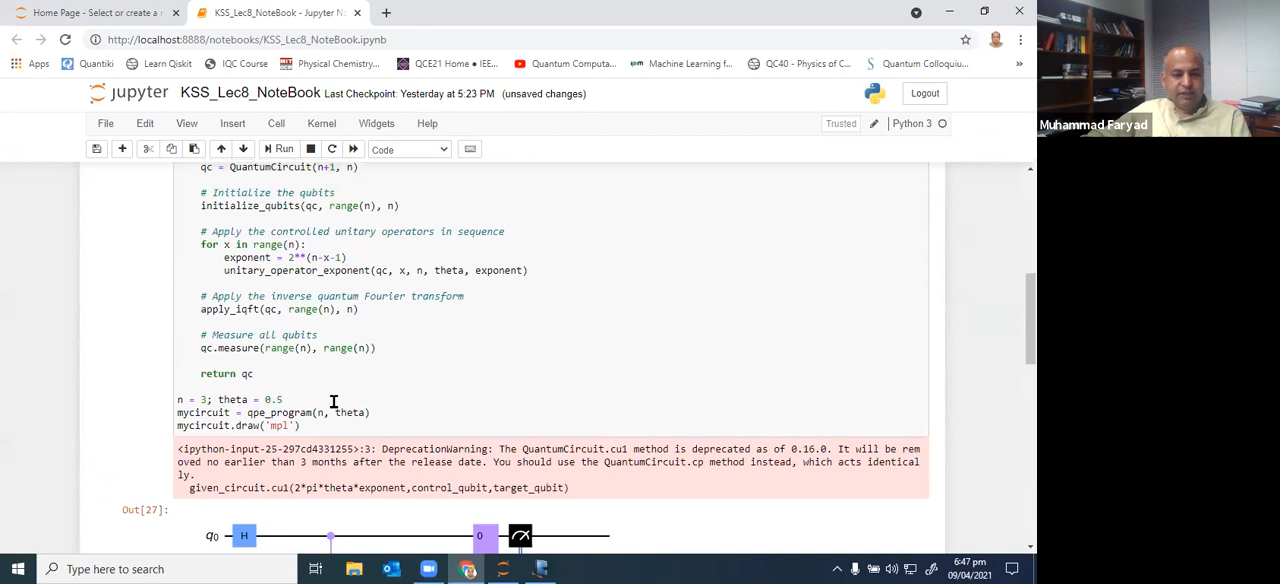 Home Page - Select or create a n
KSS_Lec8_NoteBook - Jupyter No
http://localhost:8888/notebooks/KSS_Lec8_NoteBook.ipynb
Apps Quantiki Learn Qiskit IQC Course Physical Chemistry... QCE21 Home • IEE... Quantum Computa... Machine Learning f... QC40 - Physics of C... Quantum Colloquiu... »
jupyter KSS_Lec8_NoteBook Last Checkpoint: Yesterday at 5:23 PM (unsaved changes) Logout
File Edit View Insert Cell Kernel Widgets Help Trusted Python 3
Run Code
qc = QuantumCircuit(n+1, n)
# Initialize the qubits
initialize_qubits(qc, range(n), n)
# Apply the controlled unitary operators in sequence
for x in range(n):
exponent = 2**(n-x-1)
unitary_operator_exponent(qc, x, n, theta, exponent)
# Apply the inverse quantum Fourier transform
apply_iqft(qc, range(n), n)
# Measure all qubits
qc.measure(range(n), range(n))
return qc
n = 3; theta = 0.5
mycircuit = qpe_program(n, theta)
mycircuit.draw('mpl')
<ipython-input-25-297cd4331255>:3: DeprecationWarning: The QuantumCircuit.cu1 method is deprecated as of 0.16.0. It will be rem
oved no earlier than 3 months after the release date. You should use the QuantumCircuit.cp method instead, which acts identical
ly.
given_circuit.cu1(2*pi*theta*exponent,control_qubit,target_qubit)
Out[27]:
q0 H 0
Muhammad Faryad
Type here to search
6:47 pm
09/04/2021